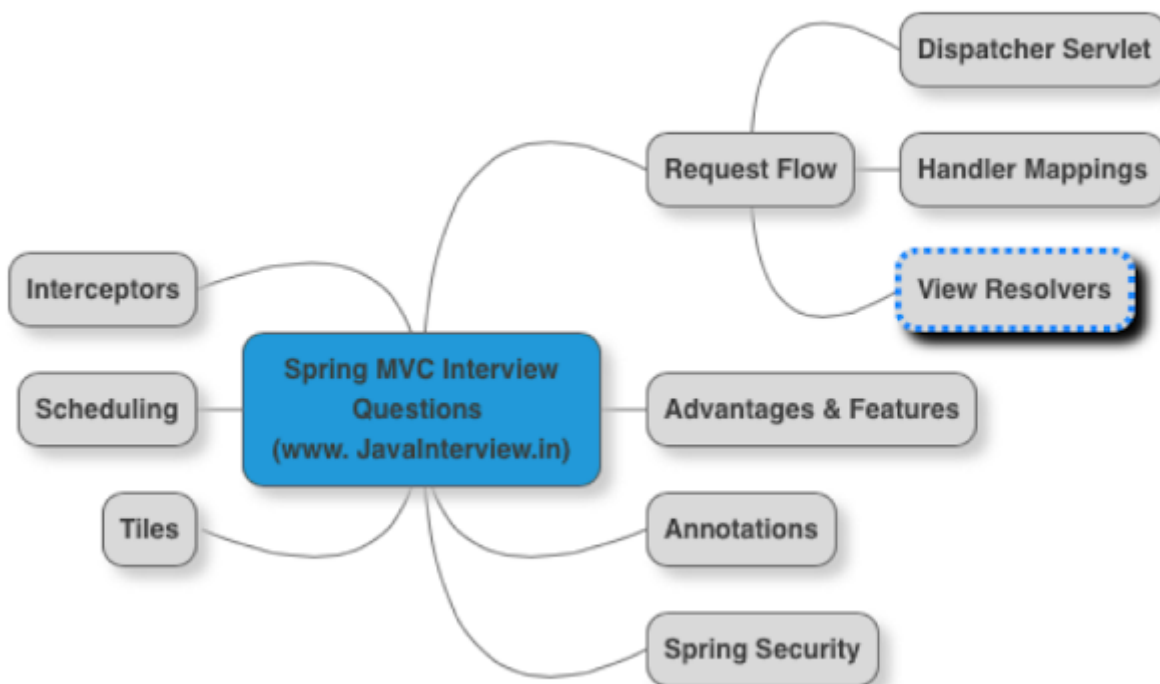 Dispatcher Servlet
Request Flow
Handler Mappings
Interceptors
View Resolvers
Spring MVC Interview
Questions
(www. JavaInterview.in)
Scheduling
Advantages & Features
Tiles
Annotations
Spring Security